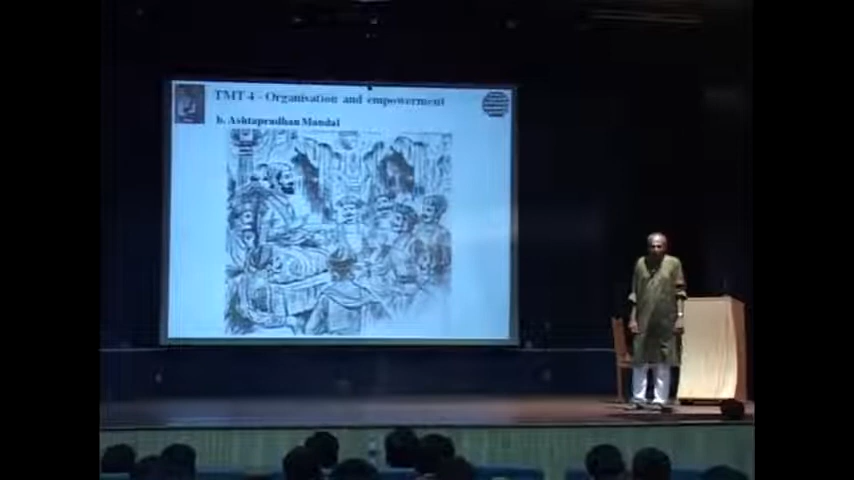 TMT 4 - Organisation and empowerment
b. Ashtapradhan Mandal